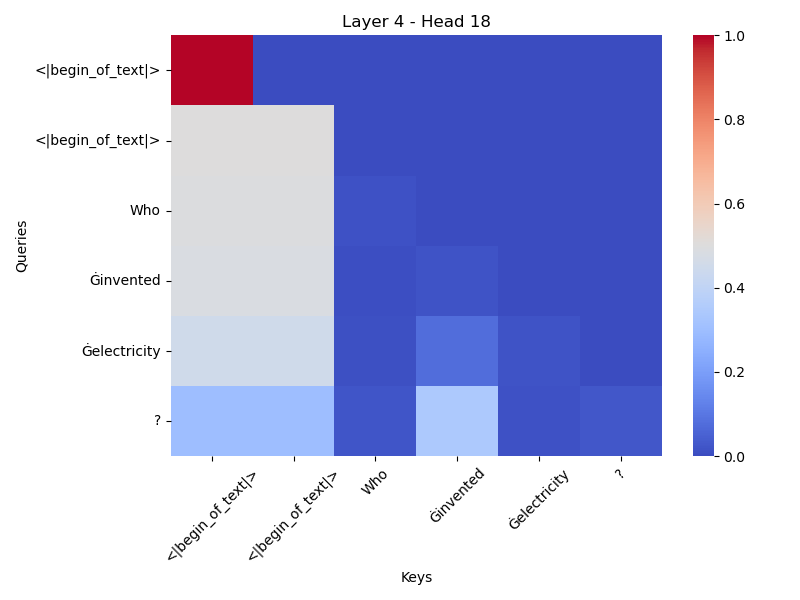 Layer 4 - Head 18
<|begin_of_text|>
<|begin_of_text|>
Who
Ġinvented
Ġelectricity
?
Queries
<|begin_of_text|>
<|begin_of_text|>
Who
Ġinvented
Ġelectricity
?
Keys
1.0
0.8
0.6
0.4
0.2
0.0